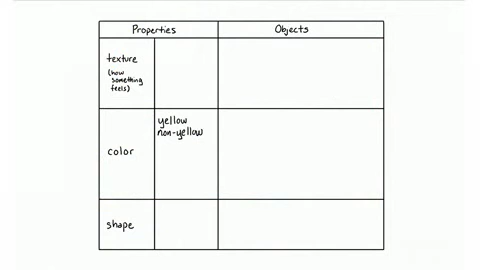 Properties
Objects
texture
(how
something
feels)
yellow
non-yellow
color
shape